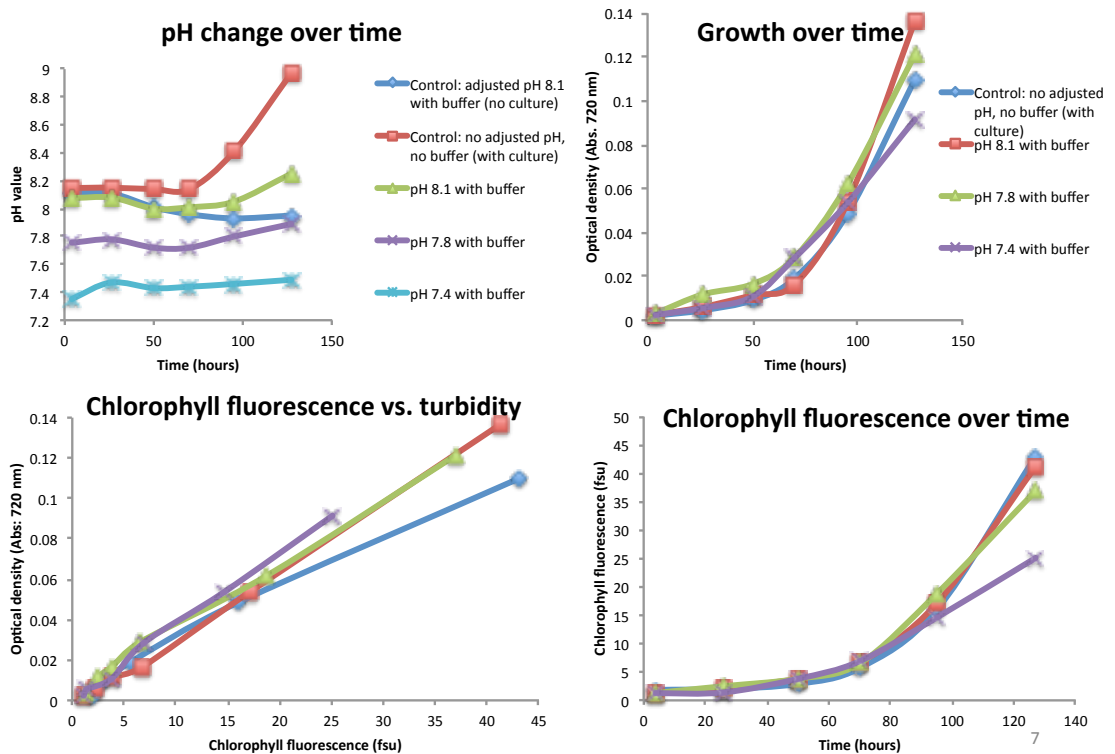 pH change over time
9
8.8
8.6
8.4
8.2
8
7.8
7.6
7.4
7.2
pH value
0
50
100
150
Time (hours)
Control: adjusted pH 8.1
with buffer (no culture)
Control: no adjusted pH,
no buffer (with culture)
pH 8.1 with buffer
pH 7.8 with buffer
pH 7.4 with buffer
Growth over time
0.14
0.12
0.1
0.08
0.06
0.04
0.02
0
Optical density (Abs. 720 nm)
0
50
100
150
Time (hours)
Control: no adjusted
pH, no buffer (with
culture)
pH 8.1 with buffer
pH 7.8 with buffer
pH 7.4 with buffer
Chlorophyll fluorescence vs. turbidity
0.14
0.12
0.1
0.08
0.06
0.04
0.02
0
Optical density (Abs: 720 nm)
0
5
10
15
20
25
30
35
40
45
Chlorophyll fluorescence (fsu)
Chlorophyll fluorescence over time
50
45
40
35
30
25
20
15
10
5
0
Chlorophyll fluorescence (fsu)
0
20
40
60
80
100
120
140
Time (hours)
7